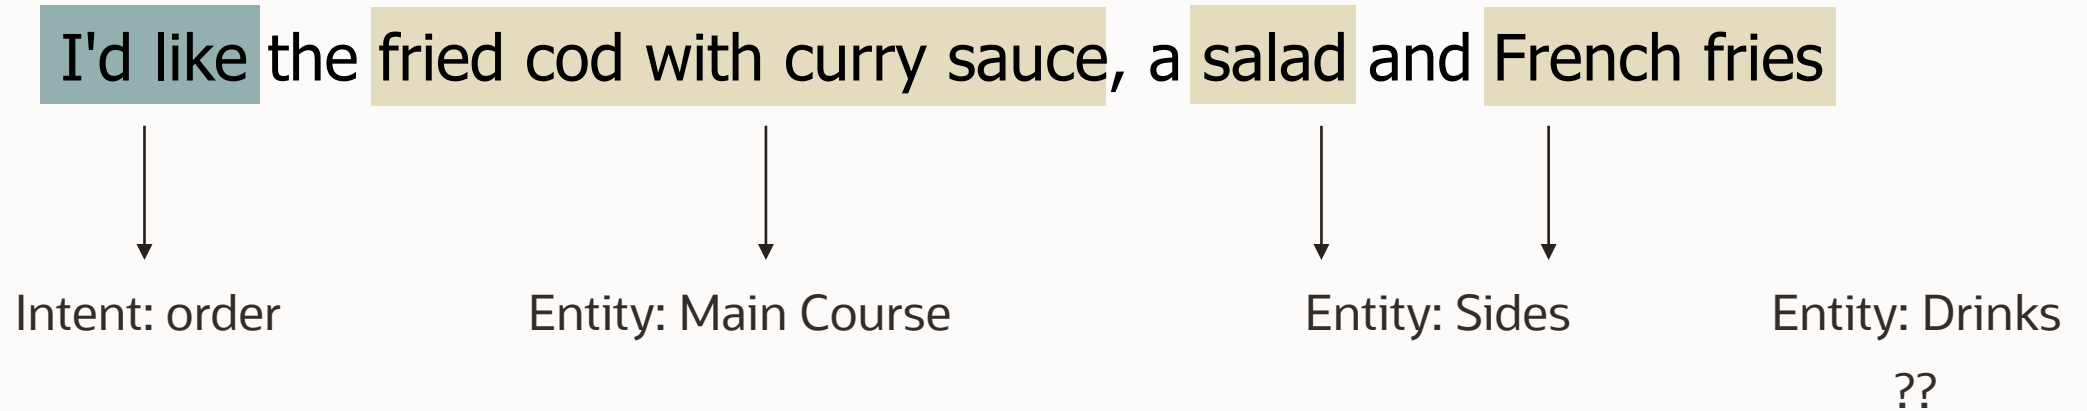 I'd like the fried cod with curry sauce, a salad and French fries
Intent: order
Entity: Main Course
Entity: Sides
Entity: Drinks
??